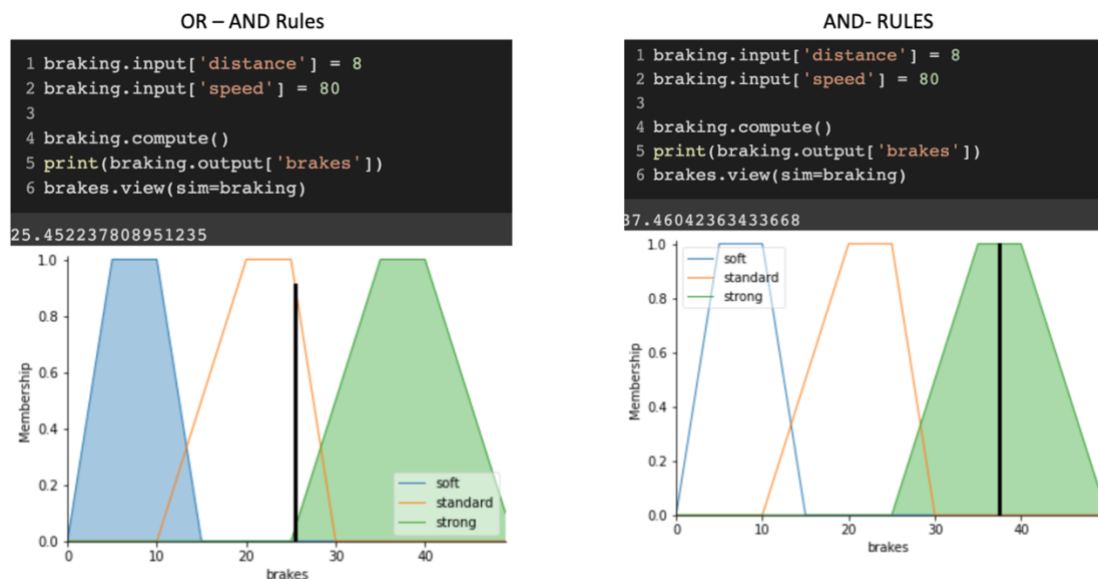 OR – AND Rules
1 braking.input['distance'] = 8
2 braking.input['speed'] = 80
3
4 braking.compute()
5 print(braking.output['brakes'])
6 brakes.view(sim=braking)
25.452237808951235
1.0
0.8
0.6
0.4
0.2
0.0
Membership
soft
standard
strong
0 10 20 30 40
brakes
AND- RULES
1 braking.input['distance'] = 8
2 braking.input['speed'] = 80
3
4 braking.compute()
5 print(braking.output['brakes'])
6 brakes.view(sim=braking)
37.46042363433668
1.0
0.8
0.6
0.4
0.2
0.0
Membership
soft
standard
strong
0 10 20 30 40
brakes